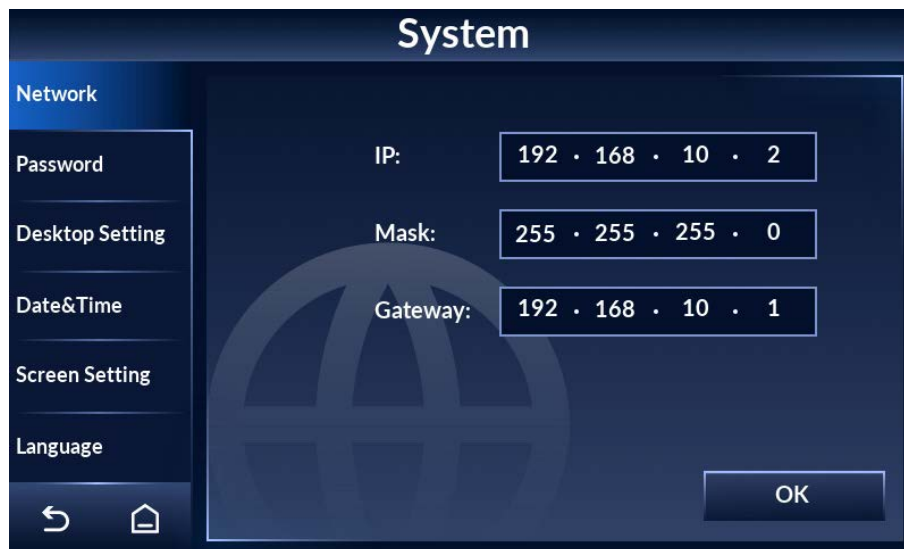 System
Network
Password
Desktop Setting
Date&Time
Screen Setting
Language
IP: 192 . 168 . 10 . 2
Mask: 255 . 255 . 255 . 0
Gateway: 192 . 168 . 10 . 1
OK